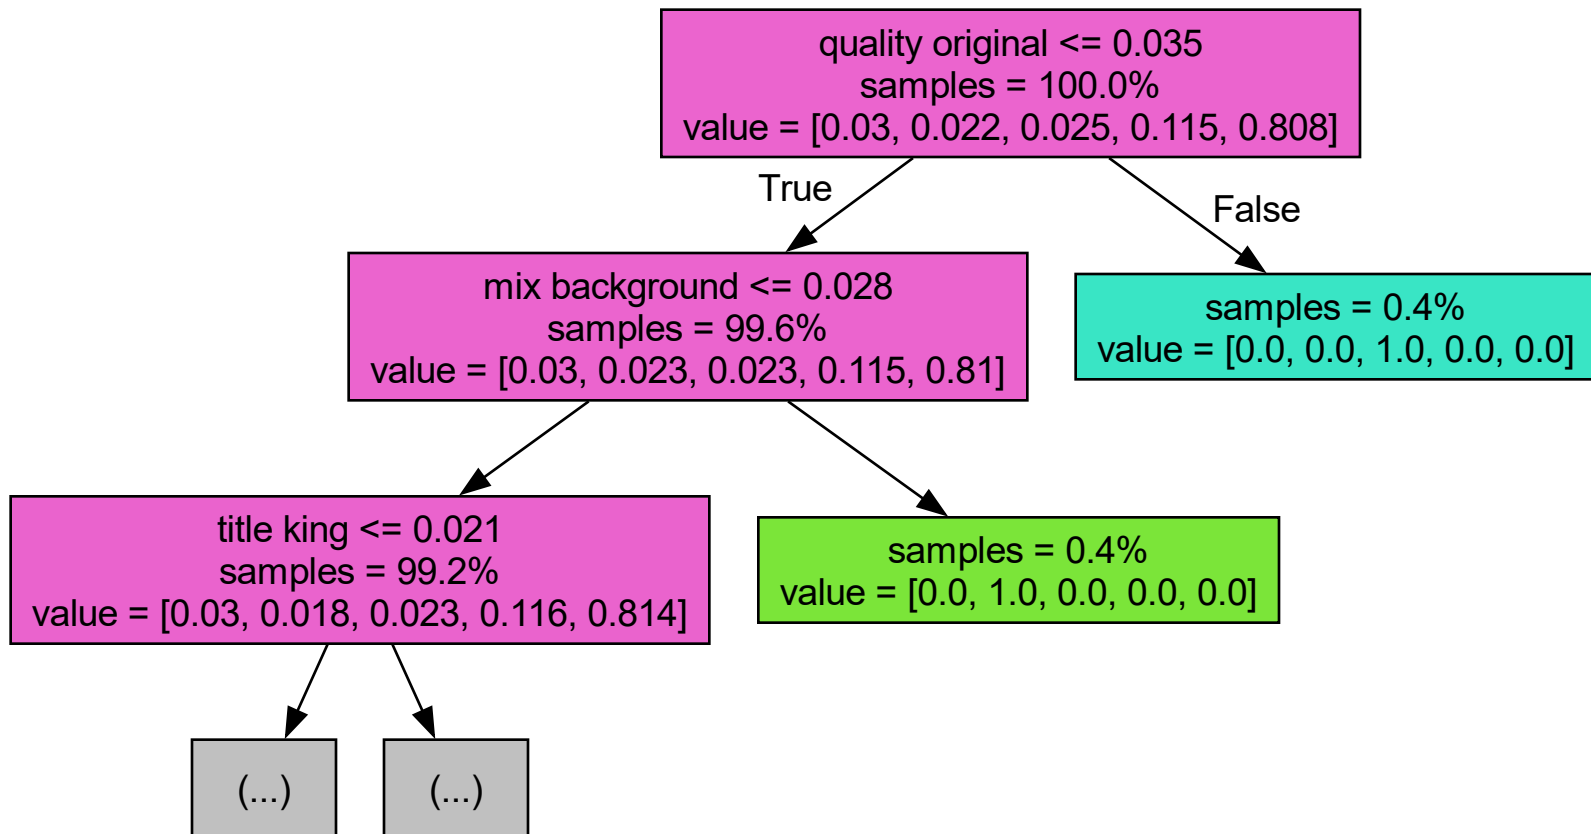 quality original <= 0.035
samples = 100.0%
value = [0.03, 0.022, 0.025, 0.115, 0.808]
True
False
mix background <= 0.028
samples = 99.6%
value = [0.03, 0.023, 0.023, 0.115, 0.81]
samples = 0.4%
value = [0.0, 0.0, 1.0, 0.0, 0.0]
title king <= 0.021
samples = 99.2%
value = [0.03, 0.018, 0.023, 0.116, 0.814]
samples = 0.4%
value = [0.0, 1.0, 0.0, 0.0, 0.0]
(...)
(...)